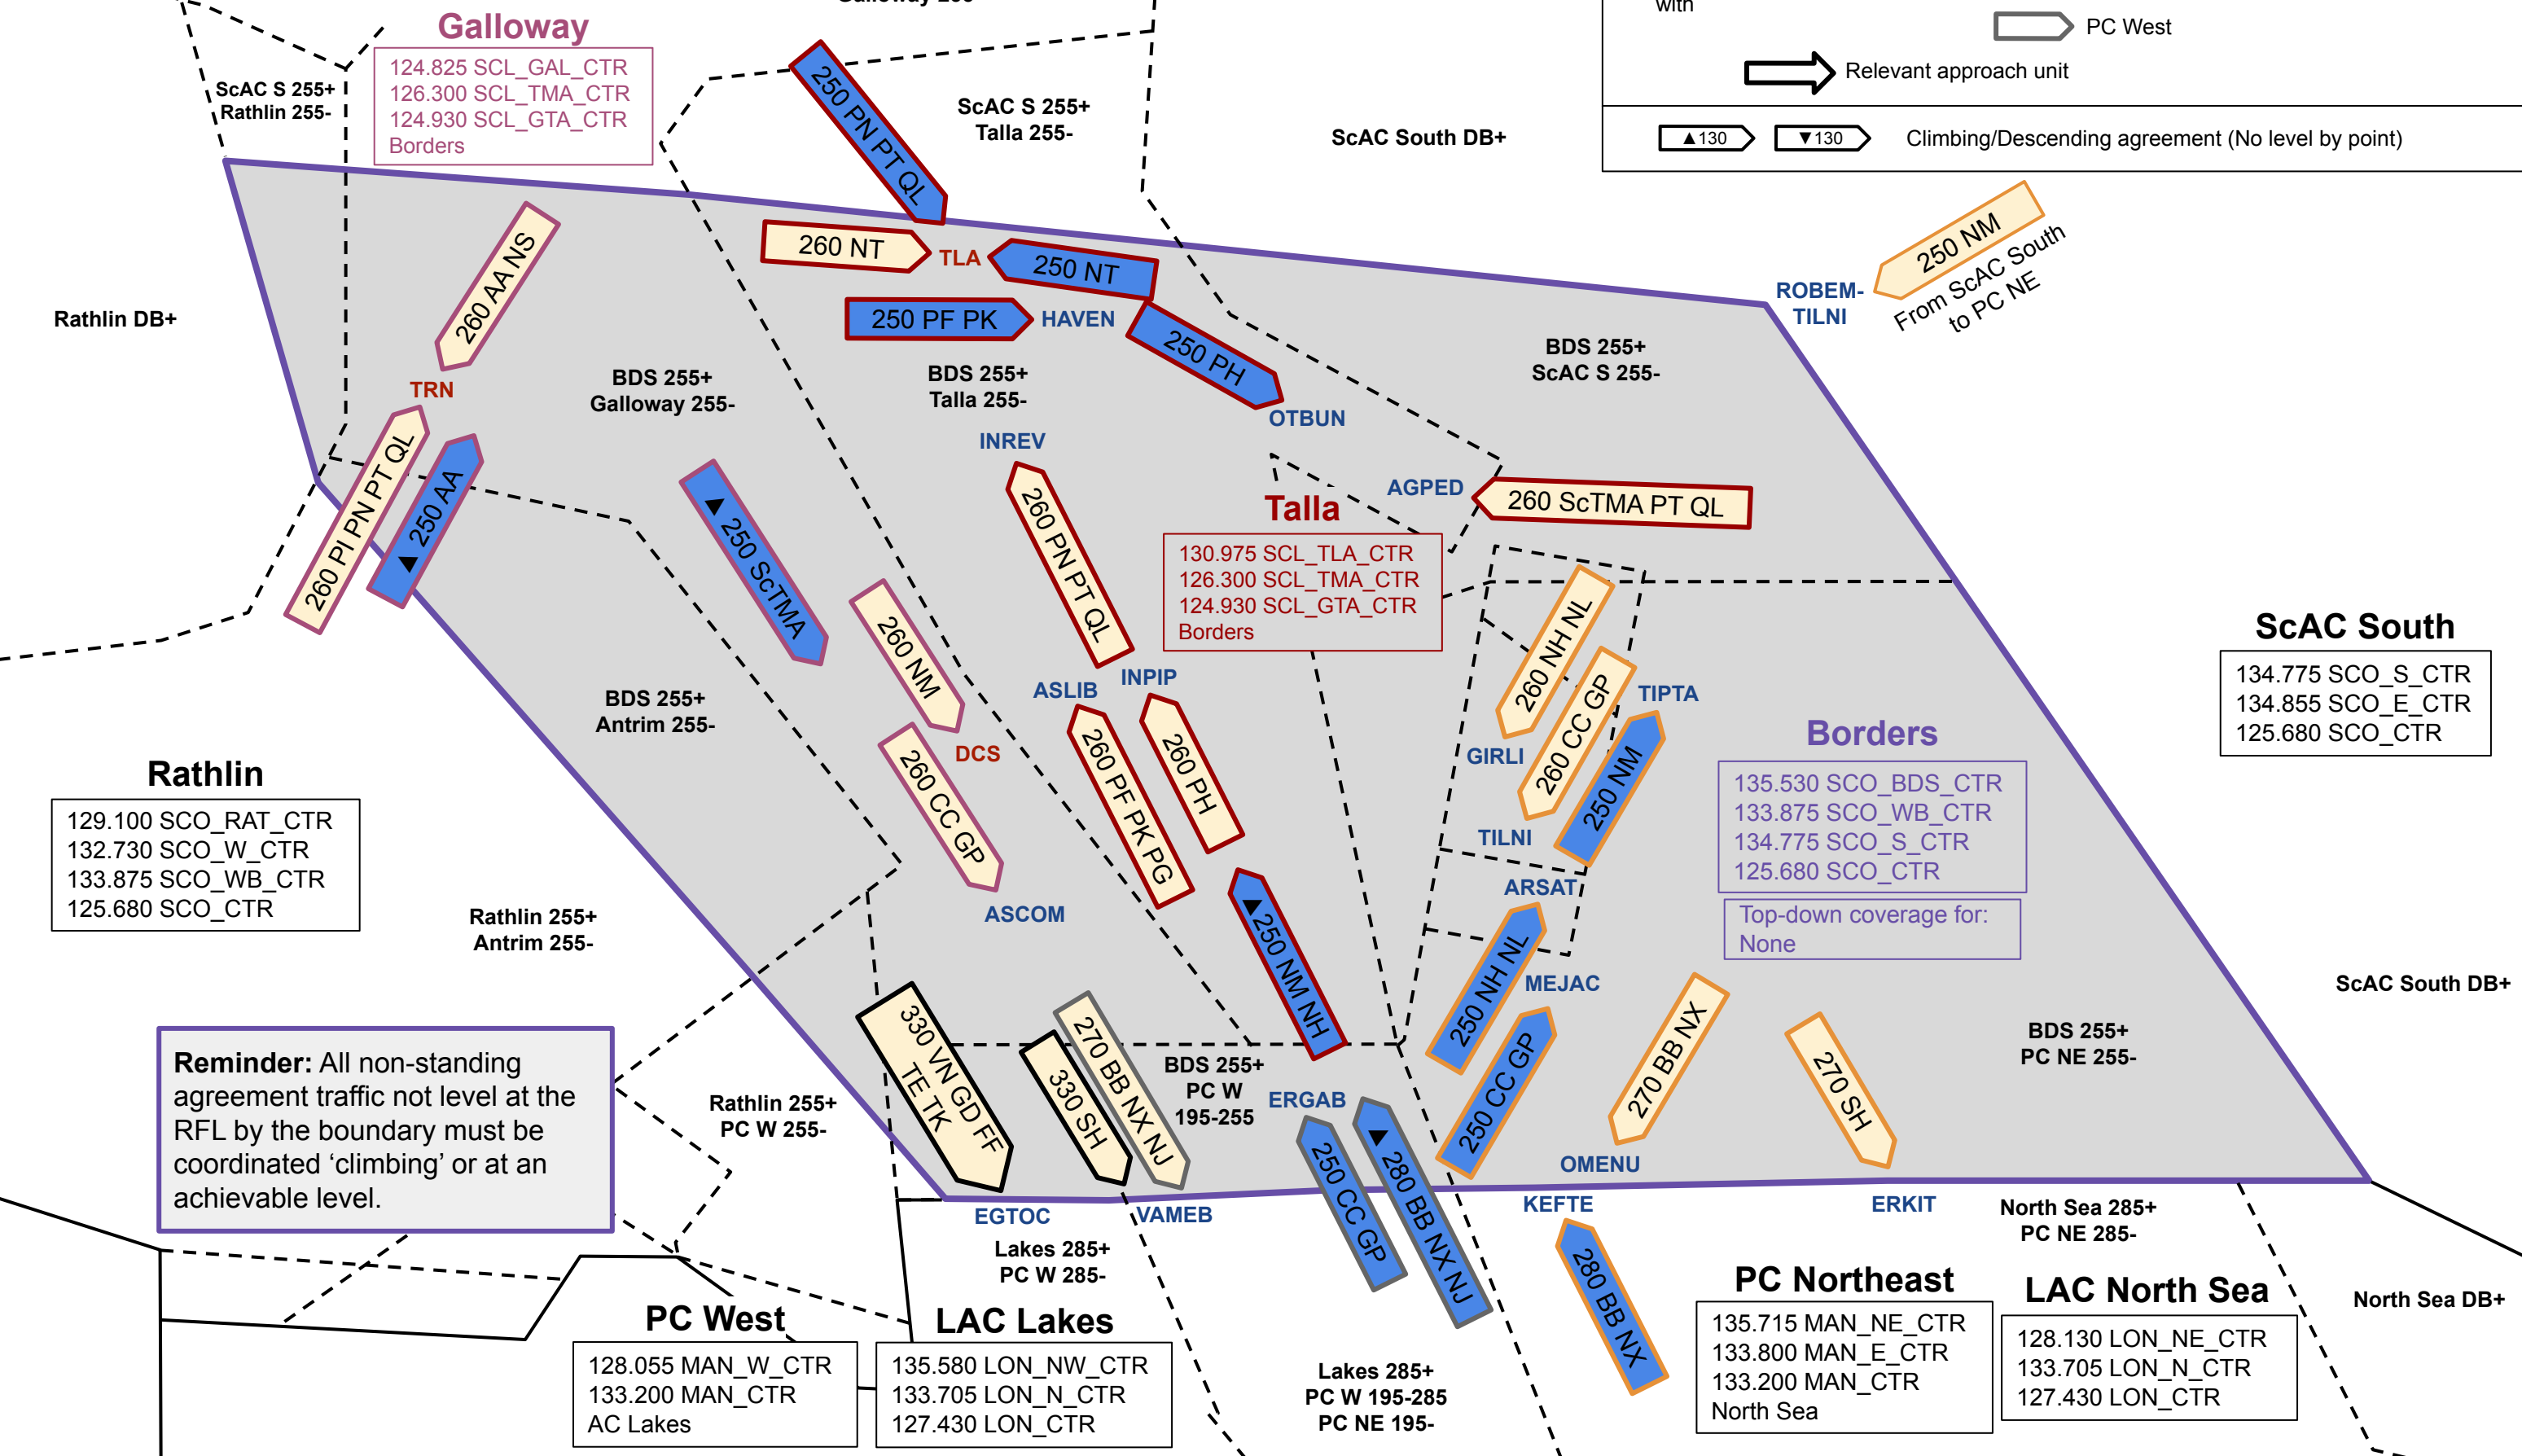 with
PC West
Relevant approach unit
▲130
▼130
Climbing/Descending agreement (No level by point)
Galloway
124.825 SCL_GAL_CTR
126.300 SCL_TMA_CTR
124.930 SCL_GTA_CTR
Borders
ScAC S 255+
Rathlin 255-
ScAC S 255+
Talla 255-
ScAC South DB+
250 PN PT QL
260 AA NS
260 NT
TLA
250 NT
250 NM
From ScAC South
to PC NE
ROBEM-
TILNI
Rathlin DB+
250 PF PK
HAVEN
250 PH
OTBUN
BDS 255+
ScAC S 255-
TRN
BDS 255+
Galloway 255-
BDS 255+
Talla 255-
INREV
260 PI PN PT QL
▲ 250 AA
▲ 250 ScTMA
260 PN PT QL
Talla
130.975 SCL_TLA_CTR
126.300 SCL_TMA_CTR
124.930 SCL_GTA_CTR
Borders
AGPED
260 ScTMA PT QL
260 NM
DCS
260 CC GP
ASCOM
ASLIB
INPIP
260 PF PK PG
260 PH
▲250 NM NH
260 NH NL
GIRLI
260 CC GP
TILNI
TIPTA
250 NM
ARSAT
250 NH NL
MEJAC
250 CC GP
BDS 255+
Antrim 255-
Borders
135.530 SCO_BDS_CTR
133.875 SCO_WB_CTR
134.775 SCO_S_CTR
125.680 SCO_CTR
Top-down coverage for:
None
ScAC South
134.775 SCO_S_CTR
134.855 SCO_E_CTR
125.680 SCO_CTR
Rathlin
129.100 SCO_RAT_CTR
132.730 SCO_W_CTR
133.875 SCO_WB_CTR
125.680 SCO_CTR
Rathlin 255+
Antrim 255-
ScAC South DB+
BDS 255+
PC NE 255-
Reminder: All non-standing
agreement traffic not level at the
RFL by the boundary must be
coordinated ‘climbing’ or at an
achievable level.
Rathlin 255+
PC W 255-
330 VN GD FF
TE TK
330 SH
270 BB NX NJ
BDS 255+
PC W
195-255
ERGAB
250 CC GP
▲ 280 BB NX NJ
270 BB NX
OMENU
270 SH
ERKIT
KEFTE
280 BB NX
EGTOC
VAMEB
Lakes 285+
PC W 285-
North Sea 285+
PC NE 285-
North Sea DB+
PC West
128.055 MAN_W_CTR
133.200 MAN_CTR
AC Lakes
LAC Lakes
135.580 LON_NW_CTR
133.705 LON_N_CTR
127.430 LON_CTR
Lakes 285+
PC W 195-285
PC NE 195-
PC Northeast
135.715 MAN_NE_CTR
133.800 MAN_E_CTR
133.200 MAN_CTR
North Sea
LAC North Sea
128.130 LON_NE_CTR
133.705 LON_N_CTR
127.430 LON_CTR